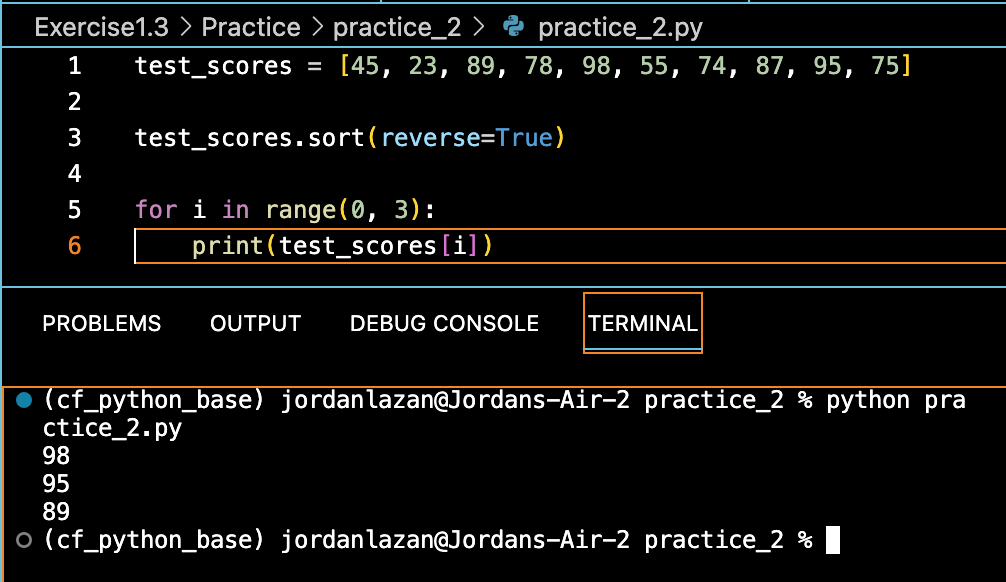 Exercise1.3 > Practice > practice_2 > practice_2.py
1 test_scores = [45, 23, 89, 78, 98, 55, 74, 87, 95, 75]
2
3 test_scores.sort(reverse=True)
4
5 for i in range(0, 3):
6     print(test_scores[i])
PROBLEMS OUTPUT DEBUG CONSOLE TERMINAL
(cf_python_base) jordanlazan@Jordans-Air-2 practice_2 % python pra
ctice_2.py
98
95
89
(cf_python_base) jordanlazan@Jordans-Air-2 practice_2 %